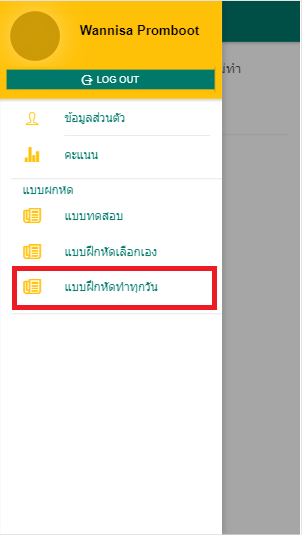 Wannisa Promboot
LOG OUT
ข้อมูลส่วนตัว
คะแนน
แบบฝึกหัด
แบบทดสอบ
แบบฝึกหัดเลือกเอง
แบบฝึกหัดทำทุกวัน